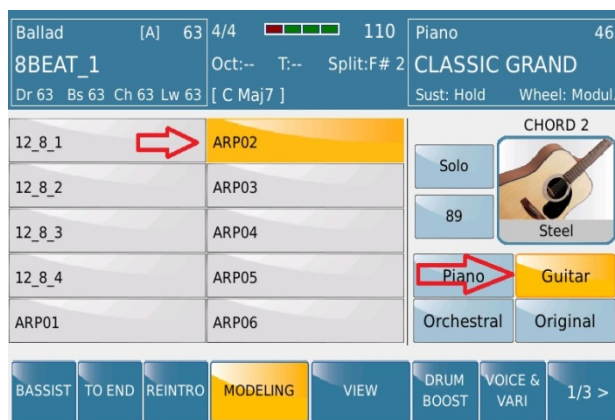 Ballad [A] 63
8BEAT_1
Dr 63 Bs 63 Ch 63 Lw 63
4/4 110
Oct:-- T:-- Split:F# 2
[ C Maj7 ]
Piano 46
CLASSIC GRAND
Sust: Hold Wheel: Modul.
12_8_1
12_8_2
12_8_3
12_8_4
ARP01
ARP02
ARP03
ARP04
ARP05
ARP06
CHORD 2
Solo
89
Steel
Piano
Guitar
Orchestral
Original
BASSIST
TO END
REINTRO
MODELING
VIEW
DRUM
BOOST
VOICE &
VARI
1/3 >